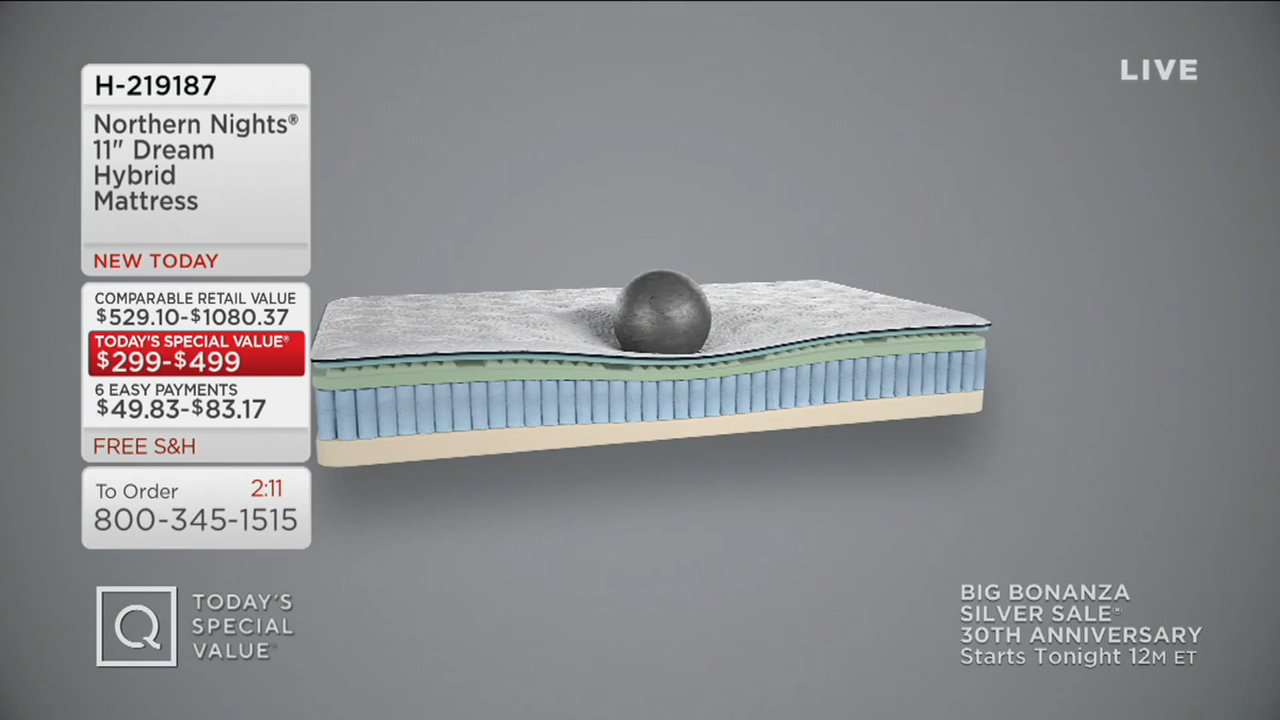 H-219187
Northern Nights®
11" Dream
Hybrid
Mattress
NEW TODAY
COMPARABLE RETAIL VALUE
$529.10-$1080.37
TODAY'S SPECIAL VALUE®
$299-$499
6 EASY PAYMENTS
$49.83-$83.17
FREE S&H
To Order 2:11
800-345-1515
Q
TODAY'S
SPECIAL
VALUE®
LIVE
BIG BONANZA
SILVER SALE®
30TH ANNIVERSARY
Starts Tonight 12M ET